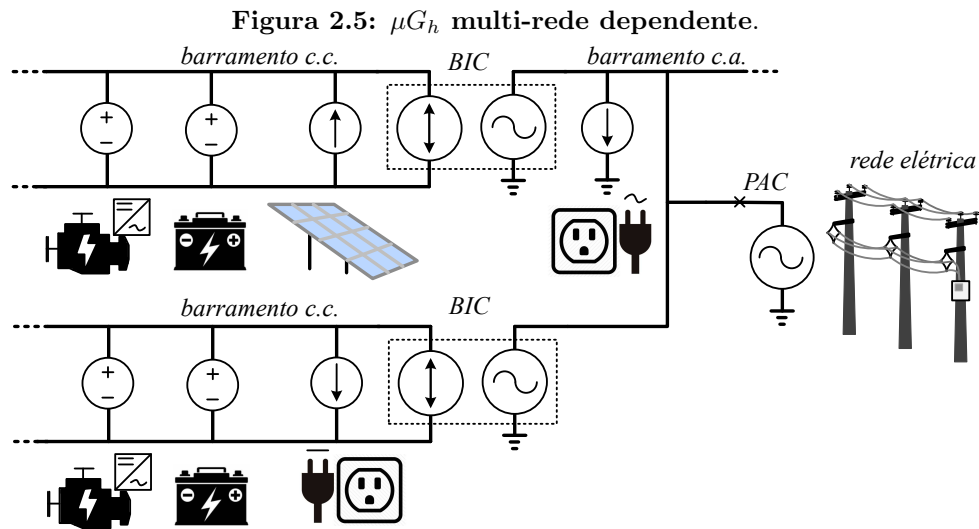 Figura 2.5: μG_h multi-rede dependente.
barramento c.c.
BIC
barramento c.a.
rede elétrica
PAC
barramento c.c.
BIC